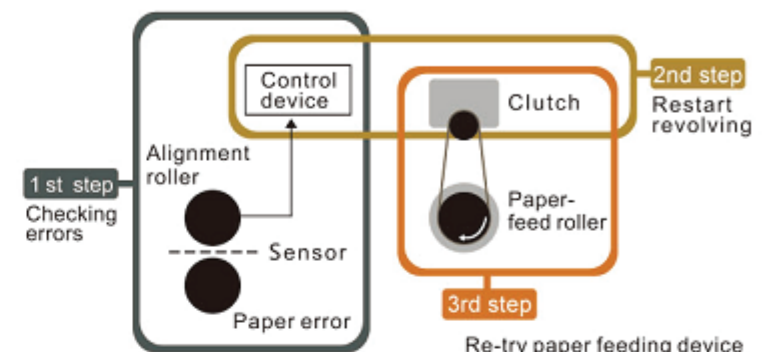 Control
device
Clutch
2nd step
Restart
revolving
Alignment
roller
1 st step
Checking
errors
Sensor
Paper error
Paper-
feed roller
3rd step
Re-try paper feeding device